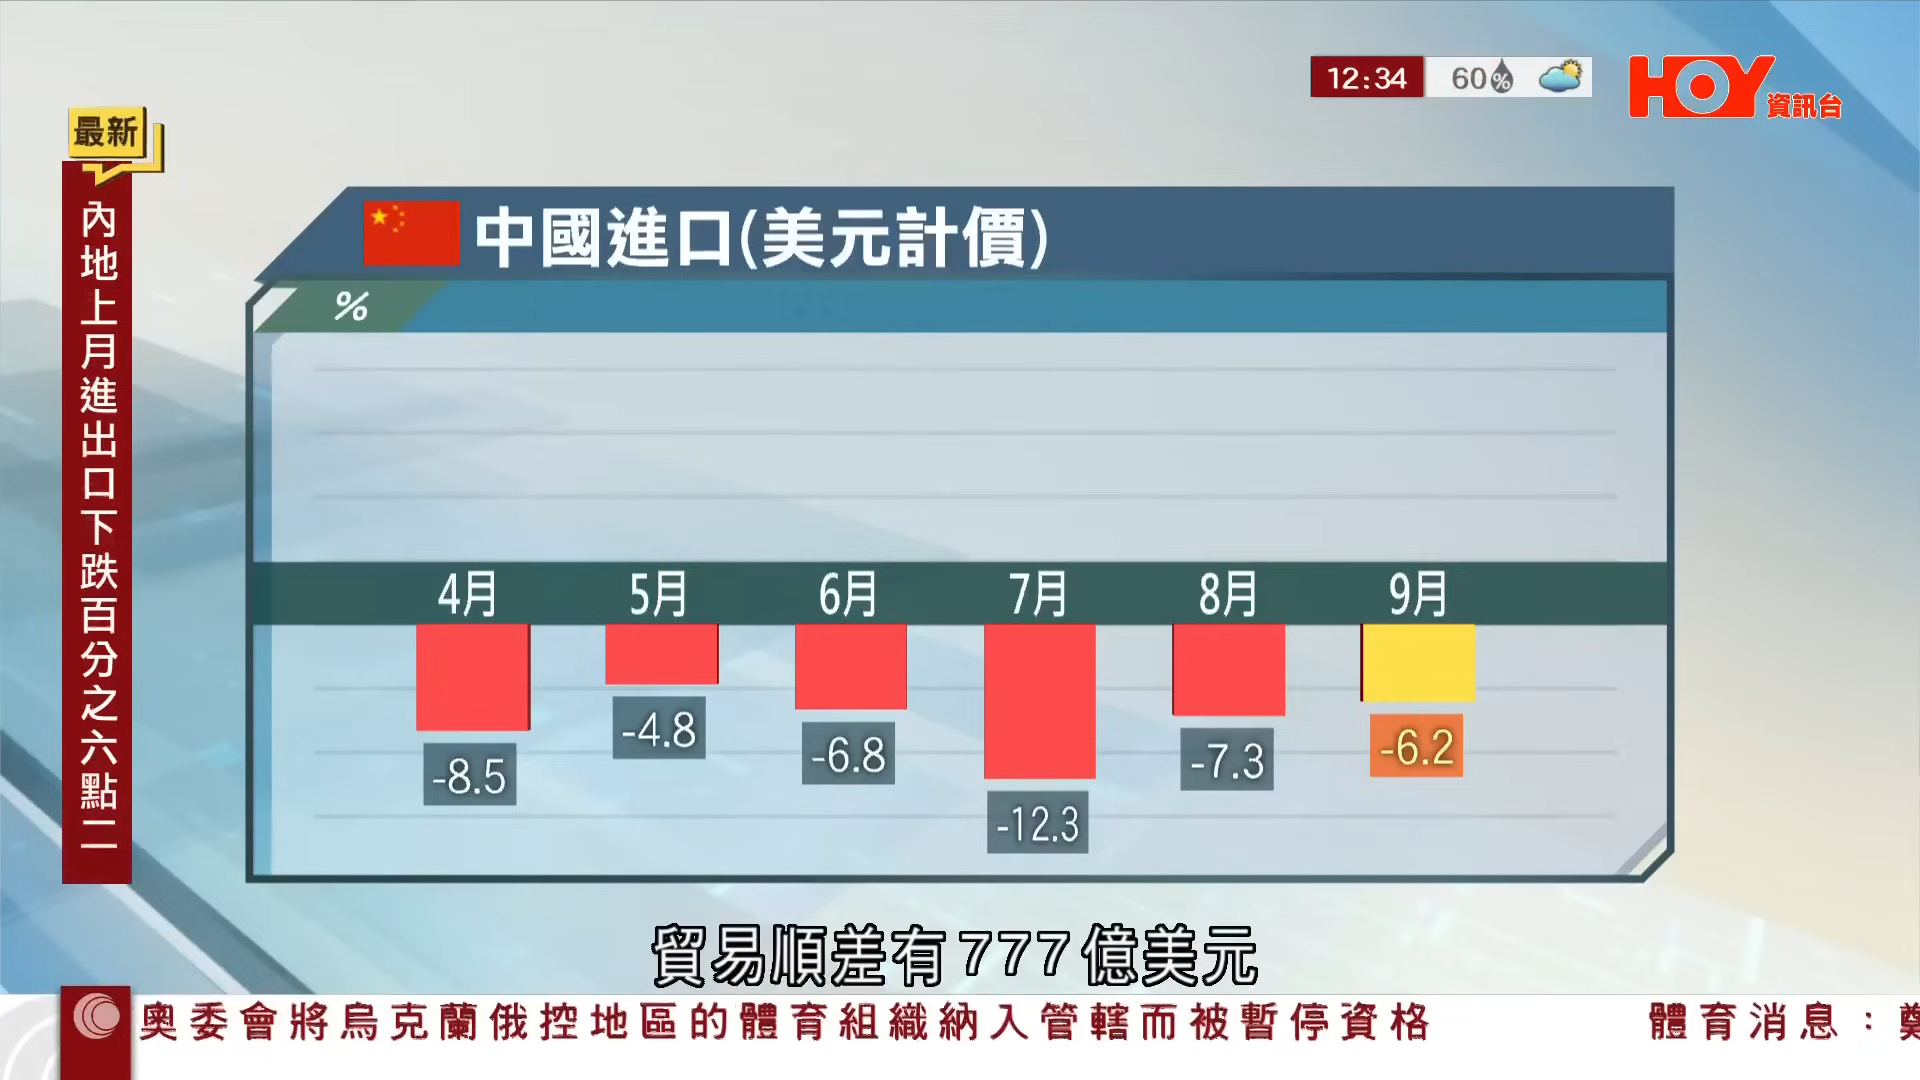 12:34
60%
HOY 資訊台
最新
內地上月進出口下跌百分之六點二
中國進口(美元計價)
%
4月 5月 6月 7月 8月 9月
-8.5 -4.8 -6.8 -12.3 -7.3 -6.2
貿易順差有777億美元
奧委會將烏克蘭俄控地區的體育組織納入管轄而被暫停資格 體育消息：